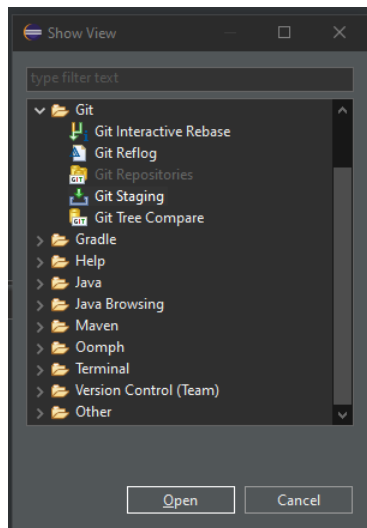 Show View
type filter text
Git
Git Interactive Rebase
Git Reflog
Git Repositories
Git Staging
Git Tree Compare
Gradle
Help
Java
Java Browsing
Maven
Oomph
Terminal
Version Control (Team)
Other
Open
Cancel